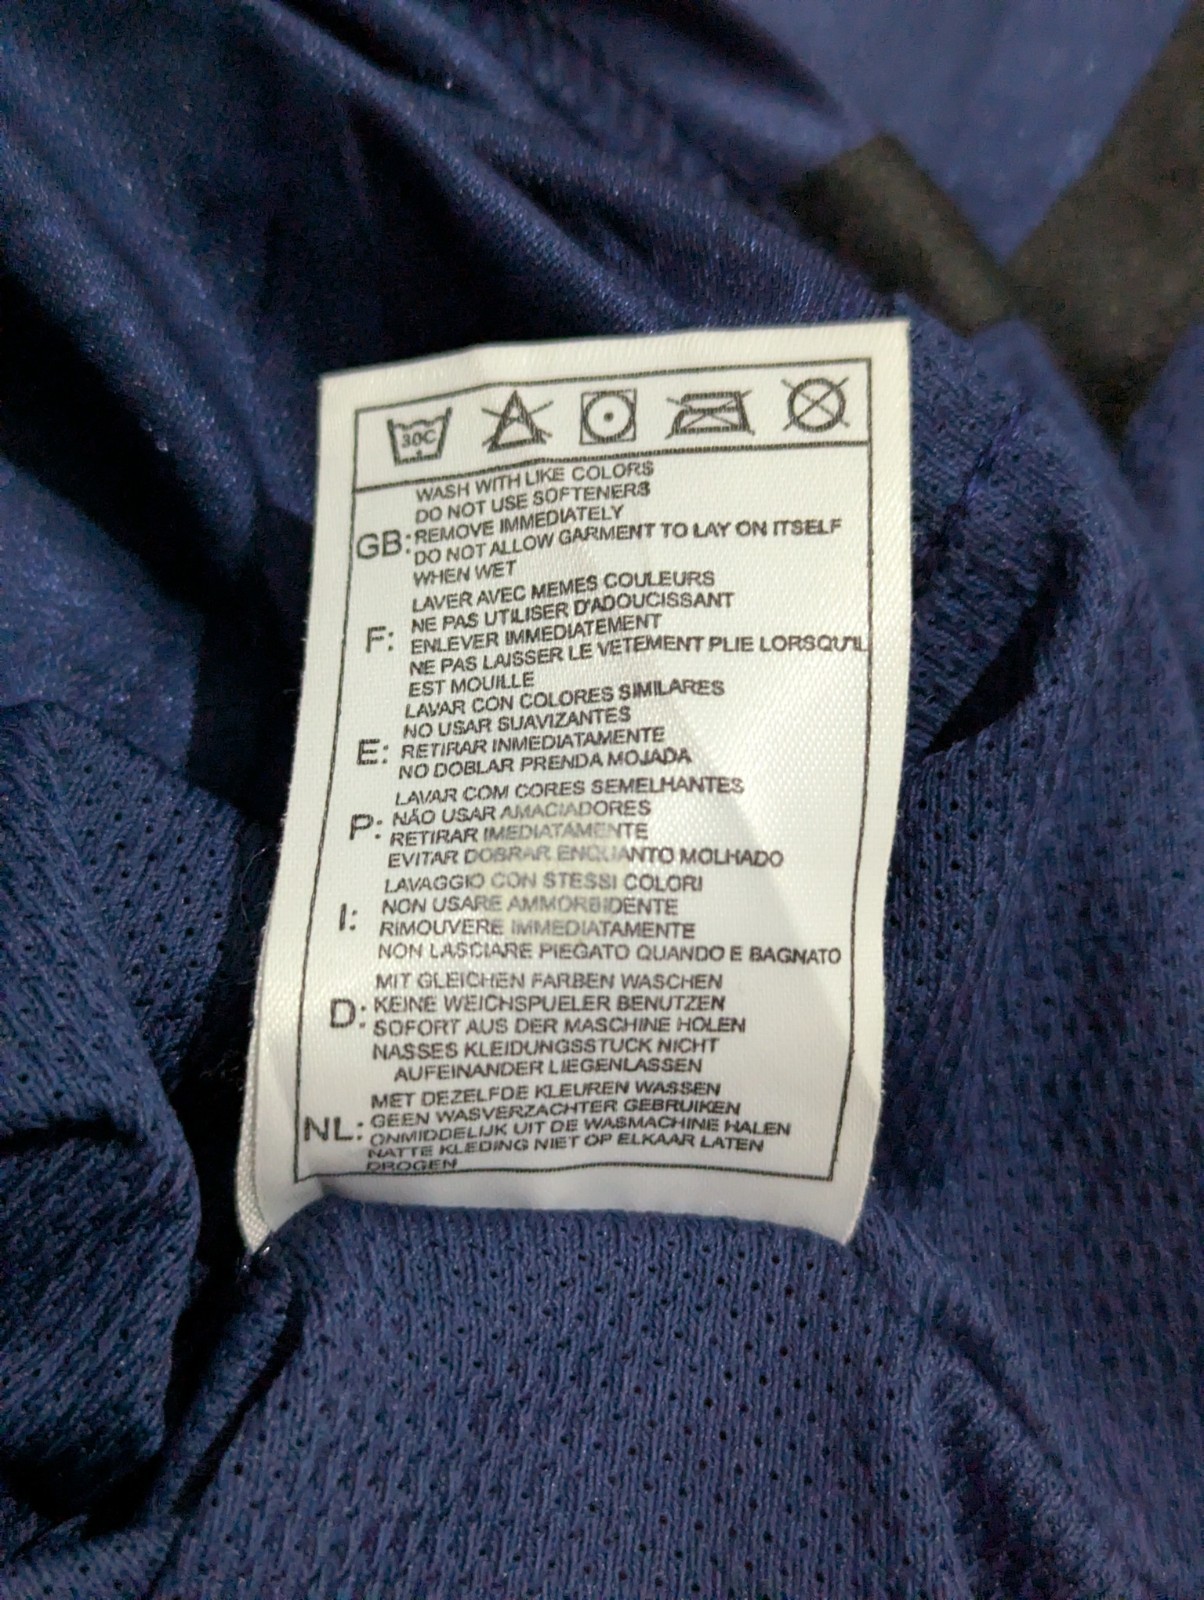 30C
WASH WITH LIKE COLORS
DO NOT USE SOFTENERS
GB: REMOVE IMMEDIATELY
DO NOT ALLOW GARMENT TO LAY ON ITSELF
WHEN WET
LAVER AVEC MEMES COULEURS
NE PAS UTILISER D'ADOUCISSANT
F: ENLEVER IMMEDIATEMENT
NE PAS LAISSER LE VETEMENT PLIE LORSQU'IL
EST MOUILLE
LAVAR CON COLORES SIMILARES
NO USAR SUAVIZANTES
E: RETIRAR INMEDIATAMENTE
NO DOBLAR PRENDA MOJADA
LAVAR COM CORES SEMELHANTES
P: NÃO USAR AMACIADORES
RETIRAR IMEDIATAMENTE
EVITAR DOBRAR ENQUANTO MOLHADO
LAVAGGIO CON STESSI COLORI
I: NON USARE AMMORBIDENTE
RIMOUVERE IMMEDIATAMENTE
NON LASCIARE PIEGATO QUANDO E BAGNATO
MIT GLEICHEN FARBEN WASCHEN
D: KEINE WEICHSPUELER BENUTZEN
SOFORT AUS DER MASCHINE HOLEN
NASSES KLEIDUNGSSTUCK NICHT
AUFEINANDER LIEGENLASSEN
MET DEZELFDE KLEUREN WASSEN
NL: GEEN WASVERZACHTER GEBRUIKEN
ONMIDDELIJK UIT DE WASMACHINE HALEN
NATTE KLEDING NIET OP ELKAAR LATEN
DROGEN